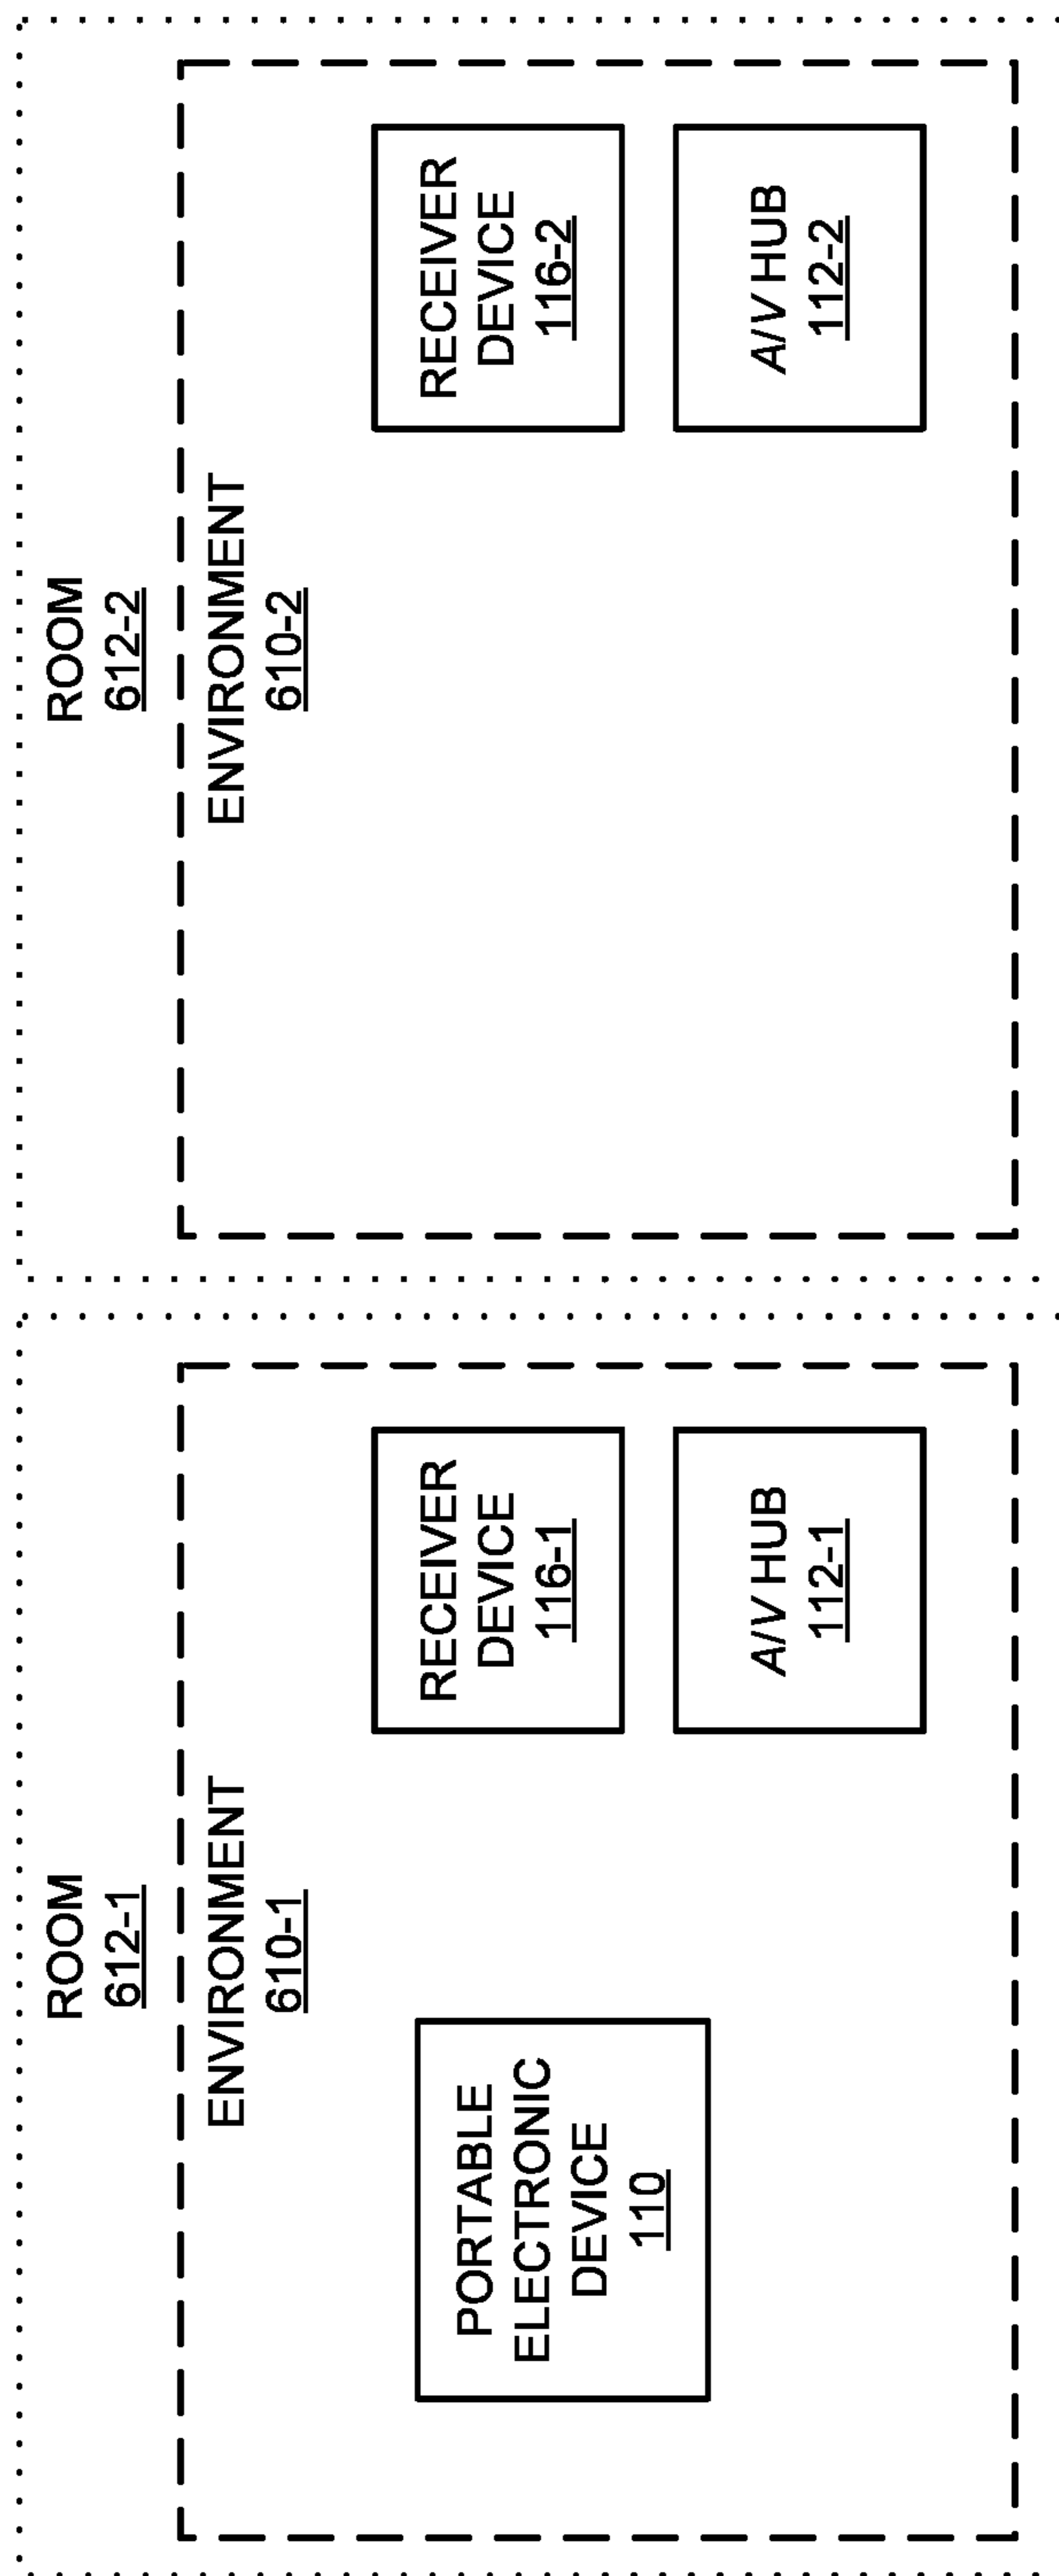 ROOM
612-1
ENVIRONMENT
610-1
PORTABLE
ELECTRONIC
DEVICE
110
RECEIVER
DEVICE
116-1
A/V HUB
112-1
ROOM
612-2
ENVIRONMENT
610-2
RECEIVER
DEVICE
116-2
A/V HUB
112-2